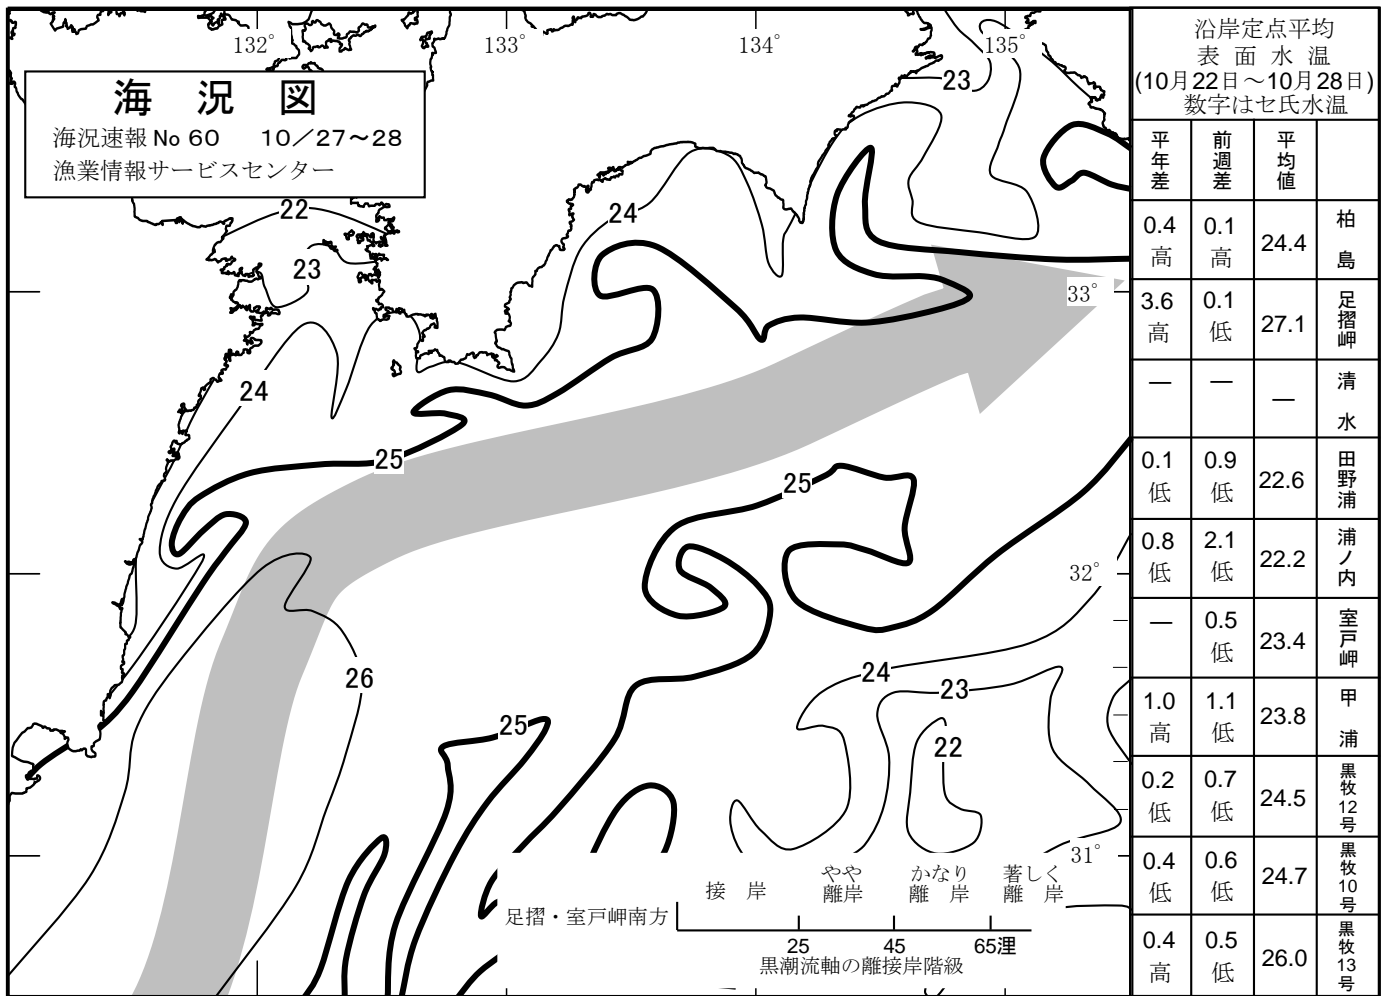 海 況 図
海況速報 No 60 10/27~28
漁業情報サービスセンター
132°
133°
134°
135°
33°
32°
31°
23
22
23
24
24
25
25
26
25
24
23
22
接 岸
やや
離岸
かなり
離 岸
著しく
離 岸
足摺・室戸岬南方
25 45 65浬
黒潮流軸の離接岸階級
沿岸定点平均
表 面 水 温
(10月22日~10月28日)
数字はセ氏水温
平年差 前週差 平均値
0.4高 0.1高 24.4 柏 島
3.6高 0.1低 27.1 足摺岬
― ― ― 清 水
0.1低 0.9低 22.6 田野浦
0.8低 2.1低 22.2 浦ノ内
― 0.5低 23.4 室戸岬
1.0高 1.1低 23.8 甲 浦
0.2低 0.7低 24.5 黒牧12号
0.4低 0.6低 24.7 黒牧10号
0.4高 0.5低 26.0 黒牧13号